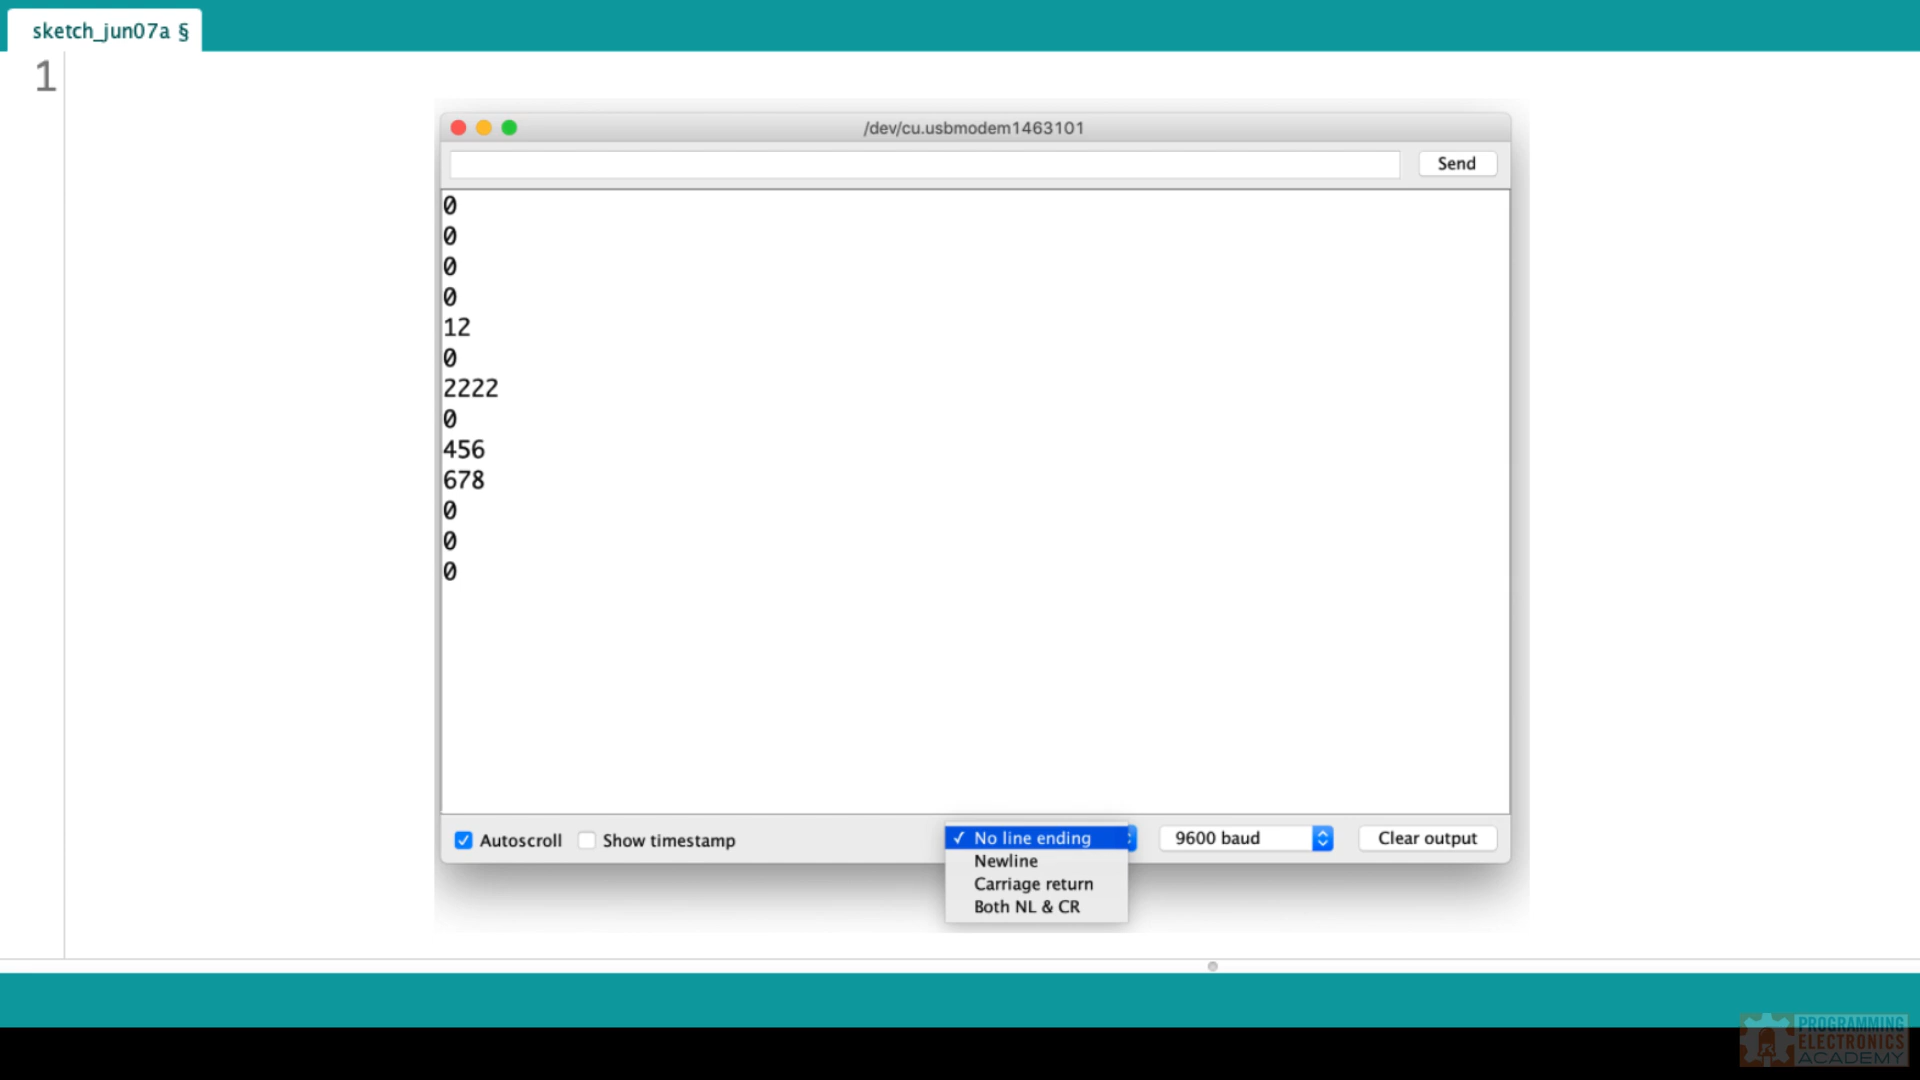 sketch_jun07a §
1
/dev/cu.usbmodem1463101
Send
0
0
0
0
12
0
2222
0
456
678
0
0
0
Autoscroll Show timestamp No line ending 9600 baud Clear output
Newline
Carriage return
Both NL & CR
PROGRAMMING
ELECTRONICS
ACADEMY